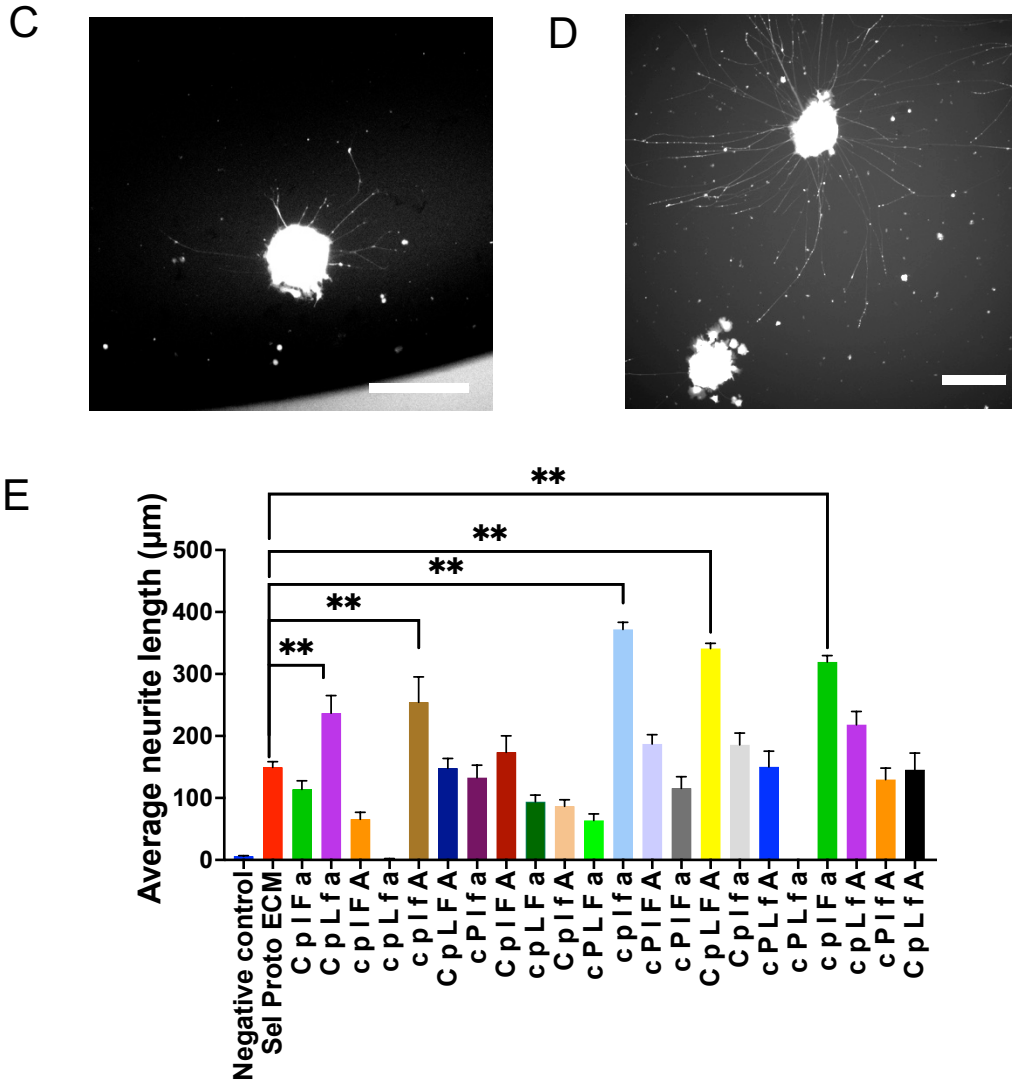 C
D
E
**
**
**
**
**
Average neurite length (μm)
500
400
300
200
100
0
Negative control
Sel Proto ECM
C p l F a
C p L f a
c p l F A
c p L f a
c p l f A
C p L F A
c P l f a
C p l F A
c p L F a
C p l f A
c P L F a
c p l f a
c P l F A
c P l F a
C p L F A
C p l f a
c P L f A
c P L f a
c p l F a
c p L f A
c P l f A
C p L f A